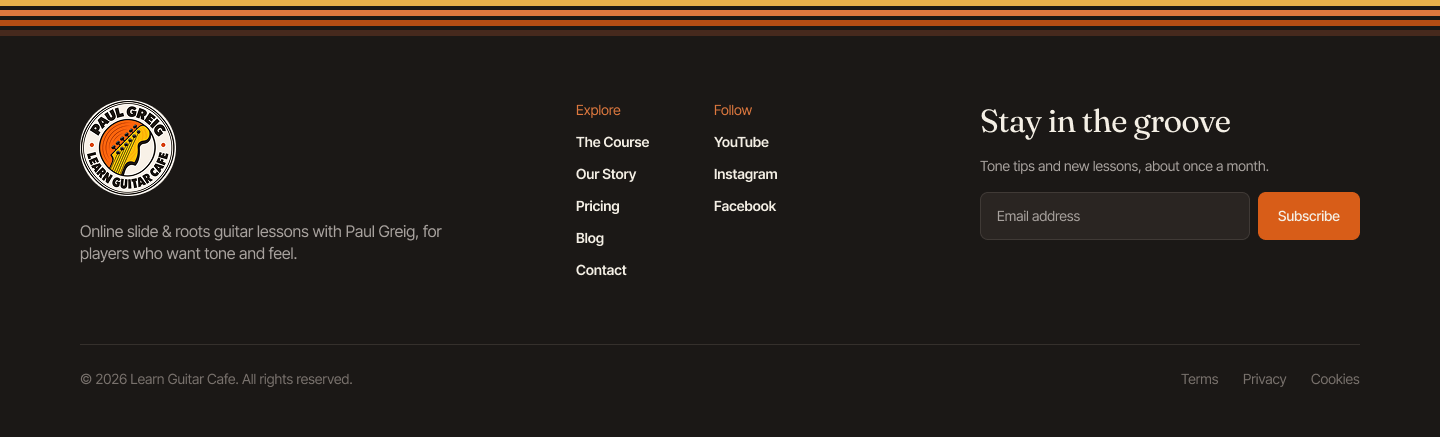 PAUL GREIG
LEARN GUITAR CAFE
Online slide & roots guitar lessons with Paul Greig, for
players who want tone and feel.
Explore
The Course
Our Story
Pricing
Blog
Contact
Follow
YouTube
Instagram
Facebook
Stay in the groove
Tone tips and new lessons, about once a month.
Email address
Subscribe
© 2026 Learn Guitar Cafe. All rights reserved.
Terms
Privacy
Cookies